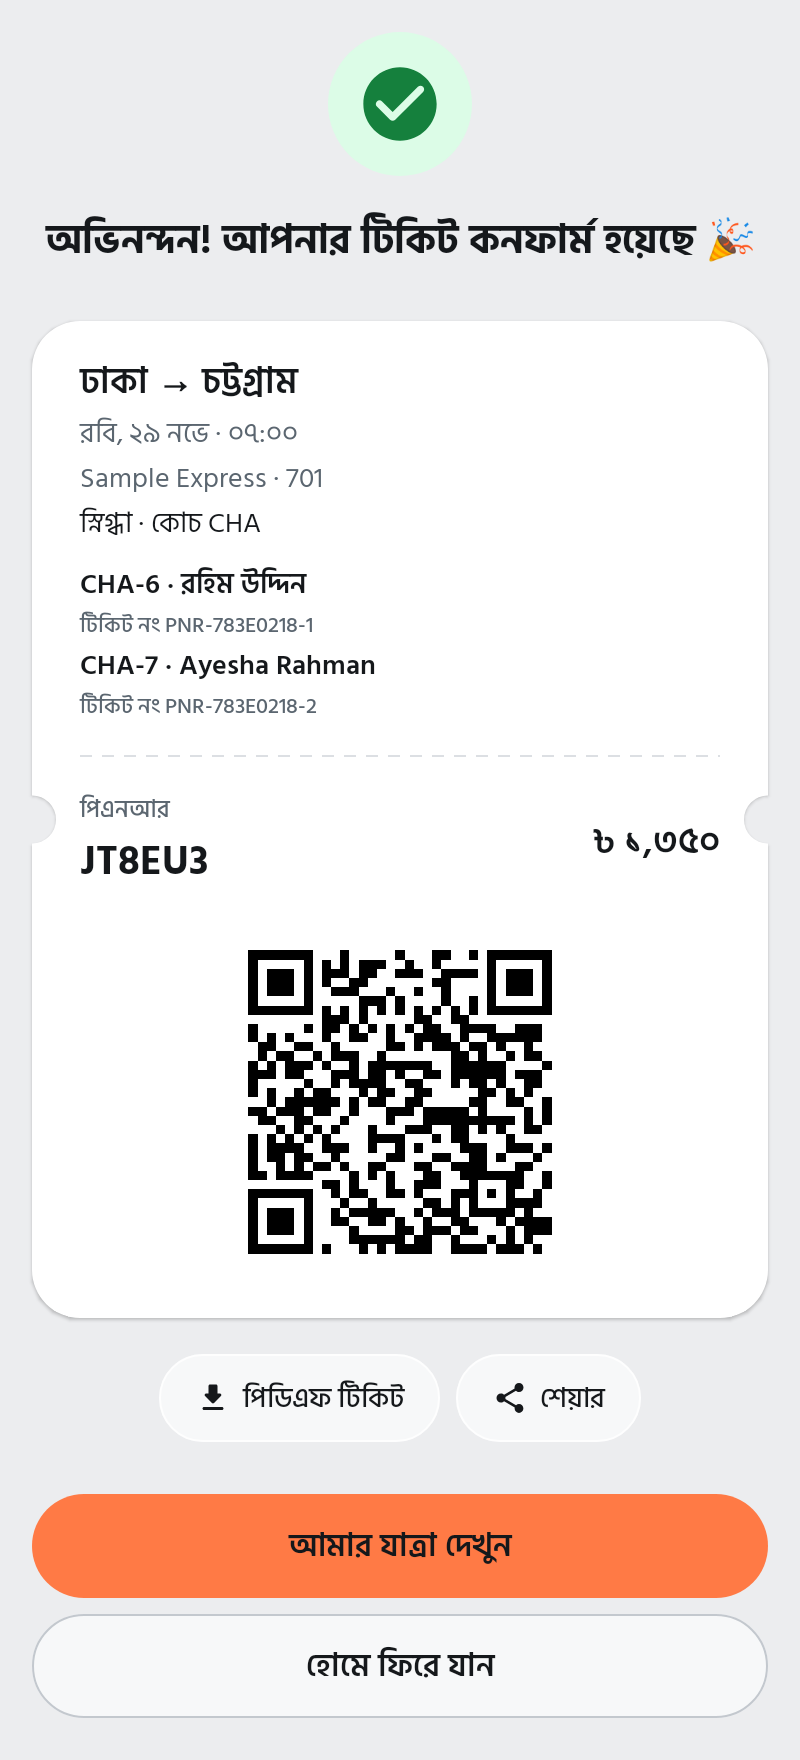 অভিনন্দন! আপনার টিকিট কনফার্ম হয়েছে 🎉
ঢাকা → চট্টগ্রাম
রবি, ২৯ নভে · ০৭:০০
Sample Express · 701
স্নিগ্ধা · কোচ CHA
CHA-6 · রহিম উদ্দিন
টিকিট নং PNR-783E0218-1
CHA-7 · Ayesha Rahman
টিকিট নং PNR-783E0218-2
পিএনআর
JT8EU3
৳ ১,৩৫০
পিডিএফ টিকিট
শেয়ার
আমার যাত্রা দেখুন
হোমে ফিরে যান